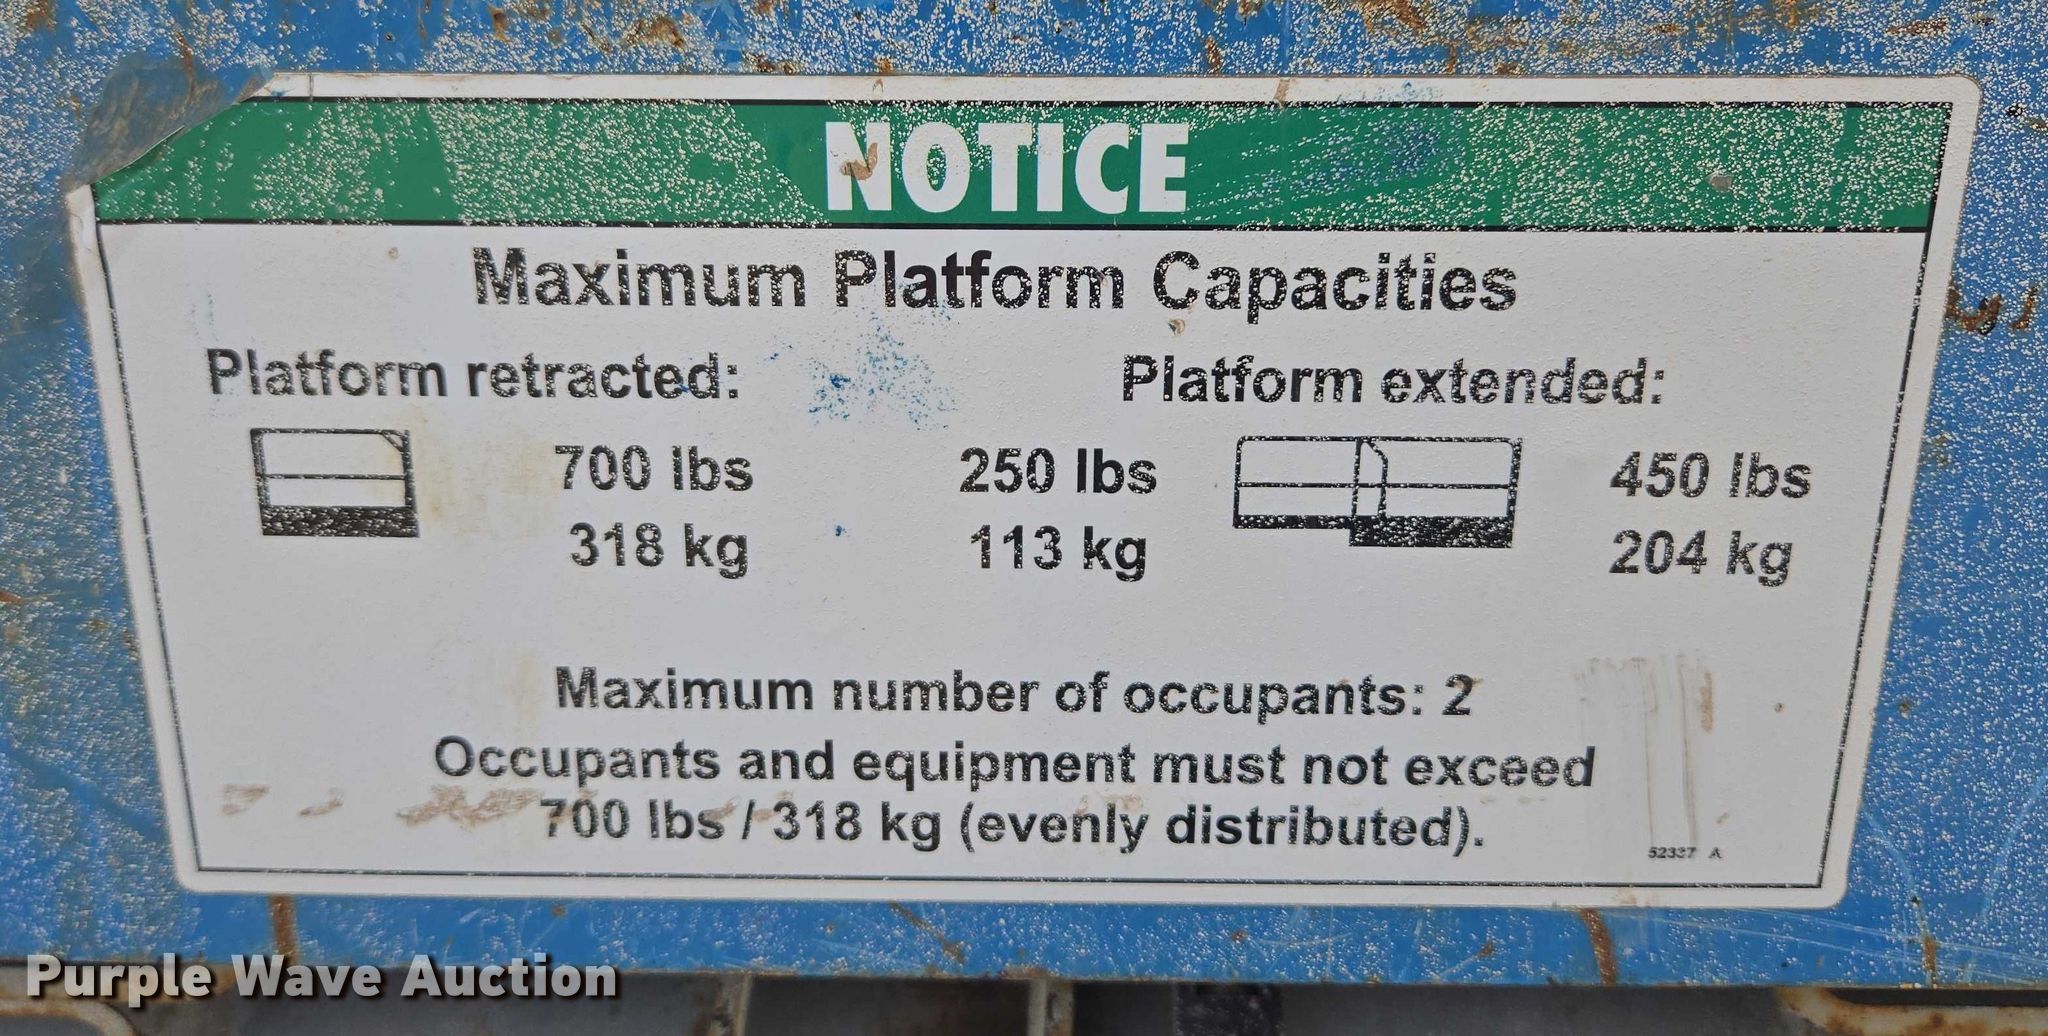 NOTICE
Maximum Platform Capacities
Platform retracted: Platform extended:
700 lbs 250 lbs 450 lbs
318 kg 113 kg 204 kg
Maximum number of occupants: 2
Occupants and equipment must not exceed
700 lbs / 318 kg (evenly distributed).
52337 A
Purple Wave Auction